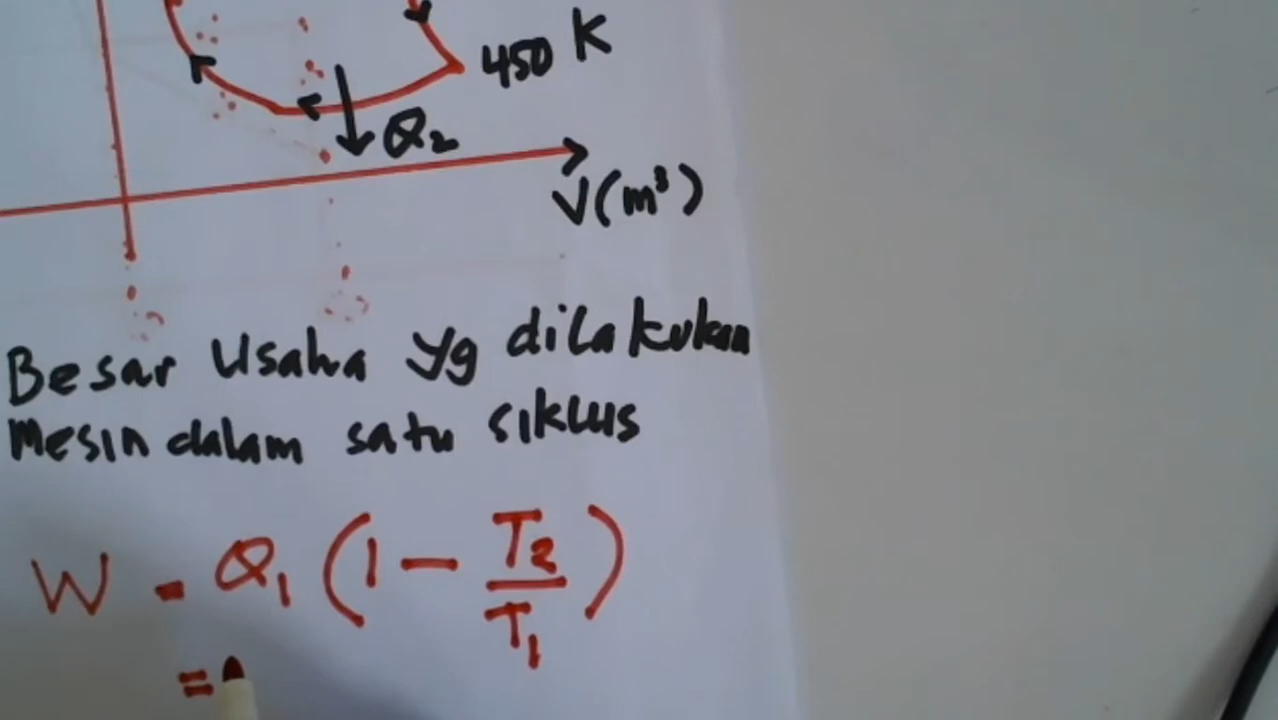 450 K
Q₂
V(m³)
Besar Usaha yg dilakukan
Mesin dalam satu siklus
W = Q₁ (1 - T₂/T₁)
=